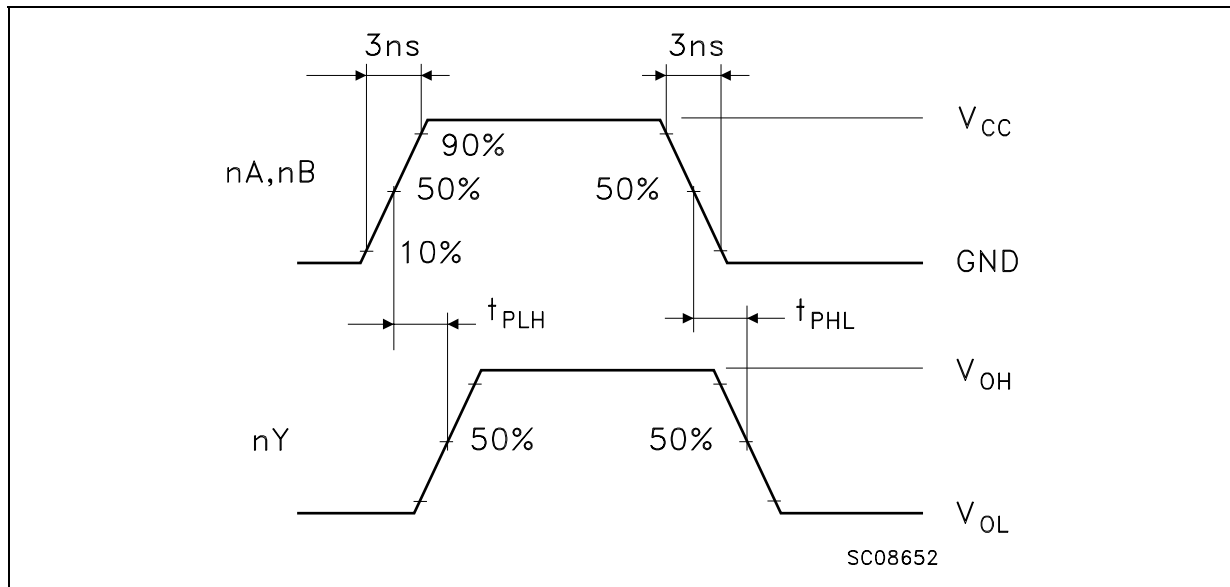 3ns 3ns
V_CC
90%
nA,nB
50% 50%
10%
GND
t_PLH t_PHL
V_OH
nY
50% 50%
V_OL
SC08652